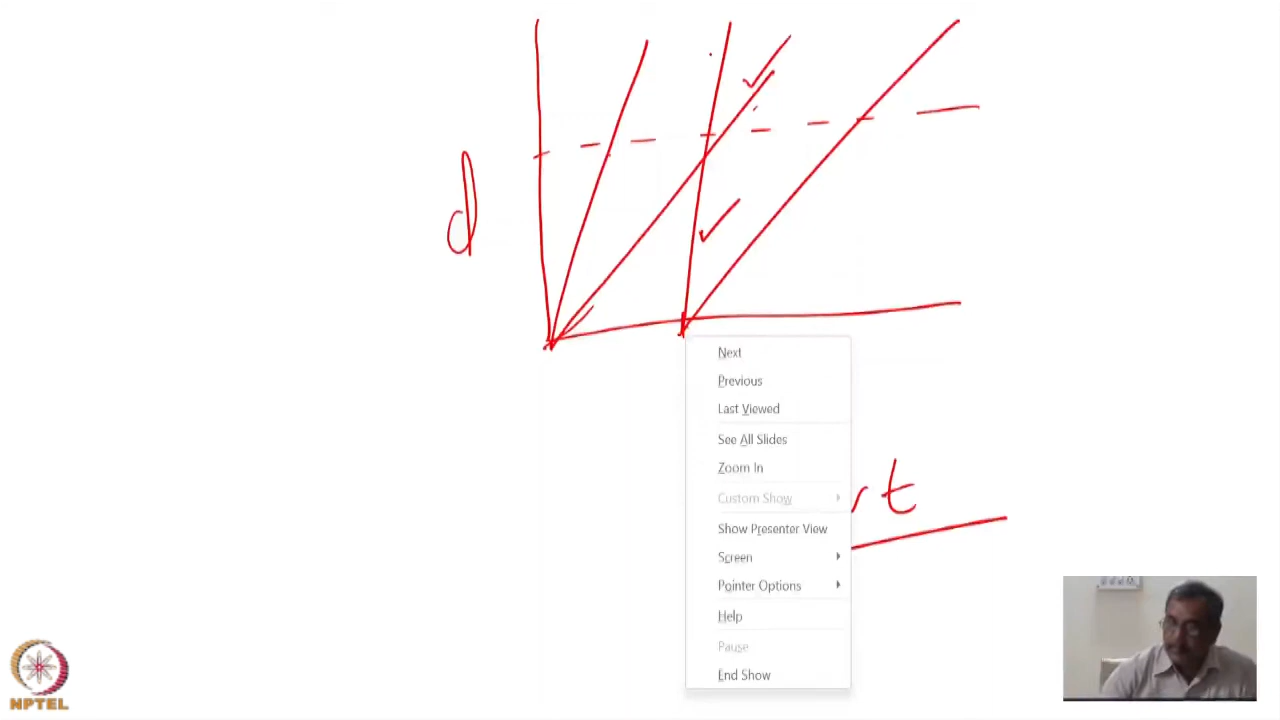 d
Next
Previous
Last Viewed
See All Slides
Zoom In
Custom Show
rt
Show Presenter View
Screen
Pointer Options
Help
Pause
End Show
NPTEL